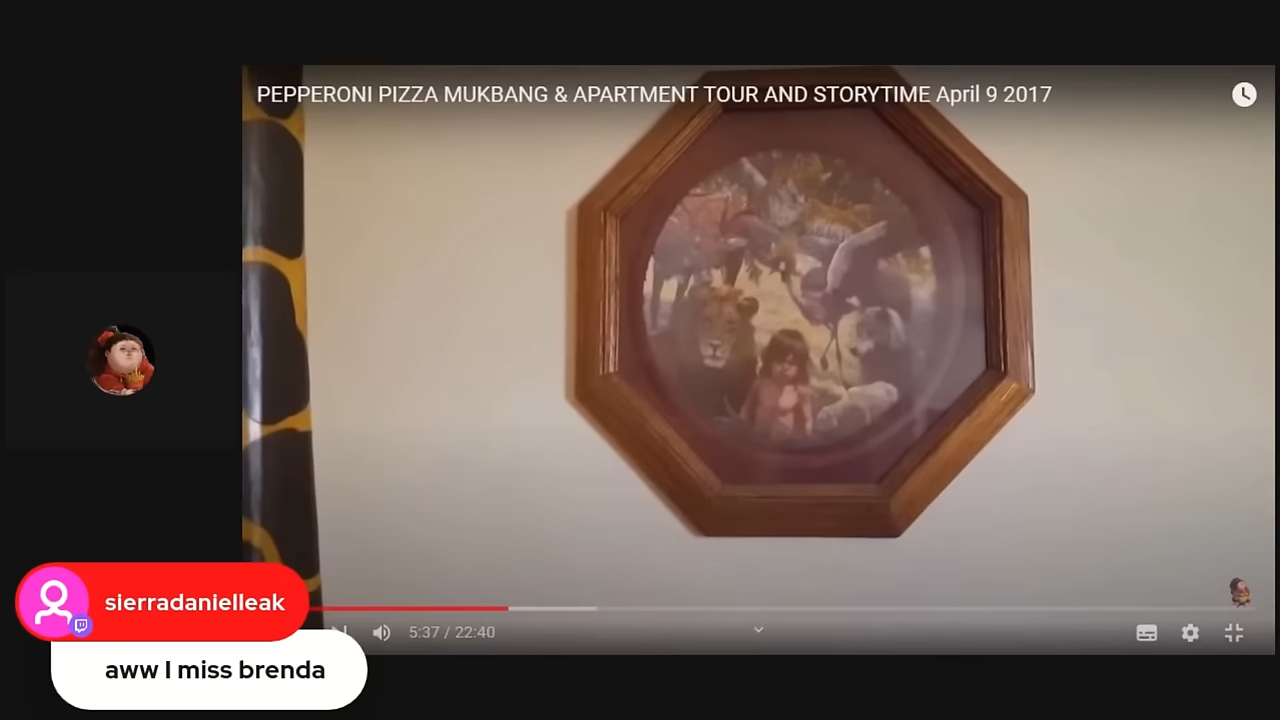 PEPPERONI PIZZA MUKBANG & APARTMENT TOUR AND STORYTIME April 9 2017
sierradanielleak
5:37 / 22:40
aww I miss brenda